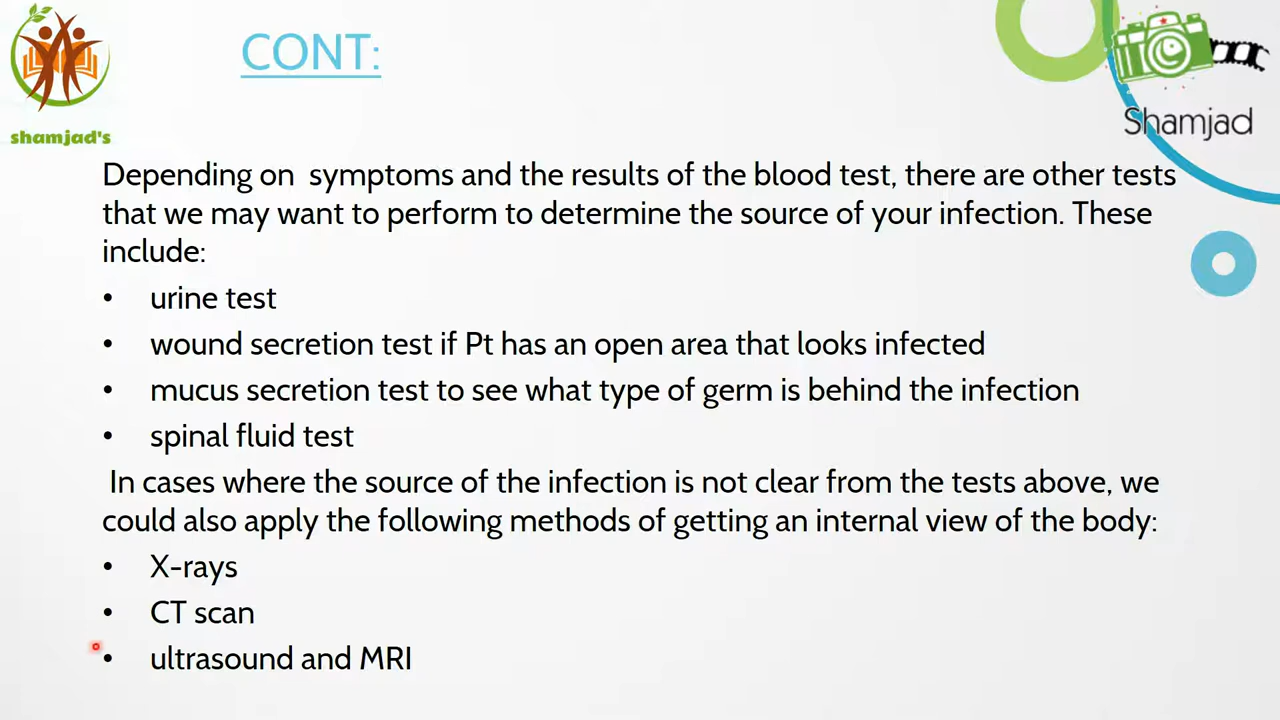 CONT:
shamjad's
Shamjad
Depending on symptoms and the results of the blood test, there are other tests
that we may want to perform to determine the source of your infection. These
include:
• urine test
• wound secretion test if Pt has an open area that looks infected
• mucus secretion test to see what type of germ is behind the infection
• spinal fluid test
In cases where the source of the infection is not clear from the tests above, we
could also apply the following methods of getting an internal view of the body:
• X-rays
• CT scan
• ultrasound and MRI